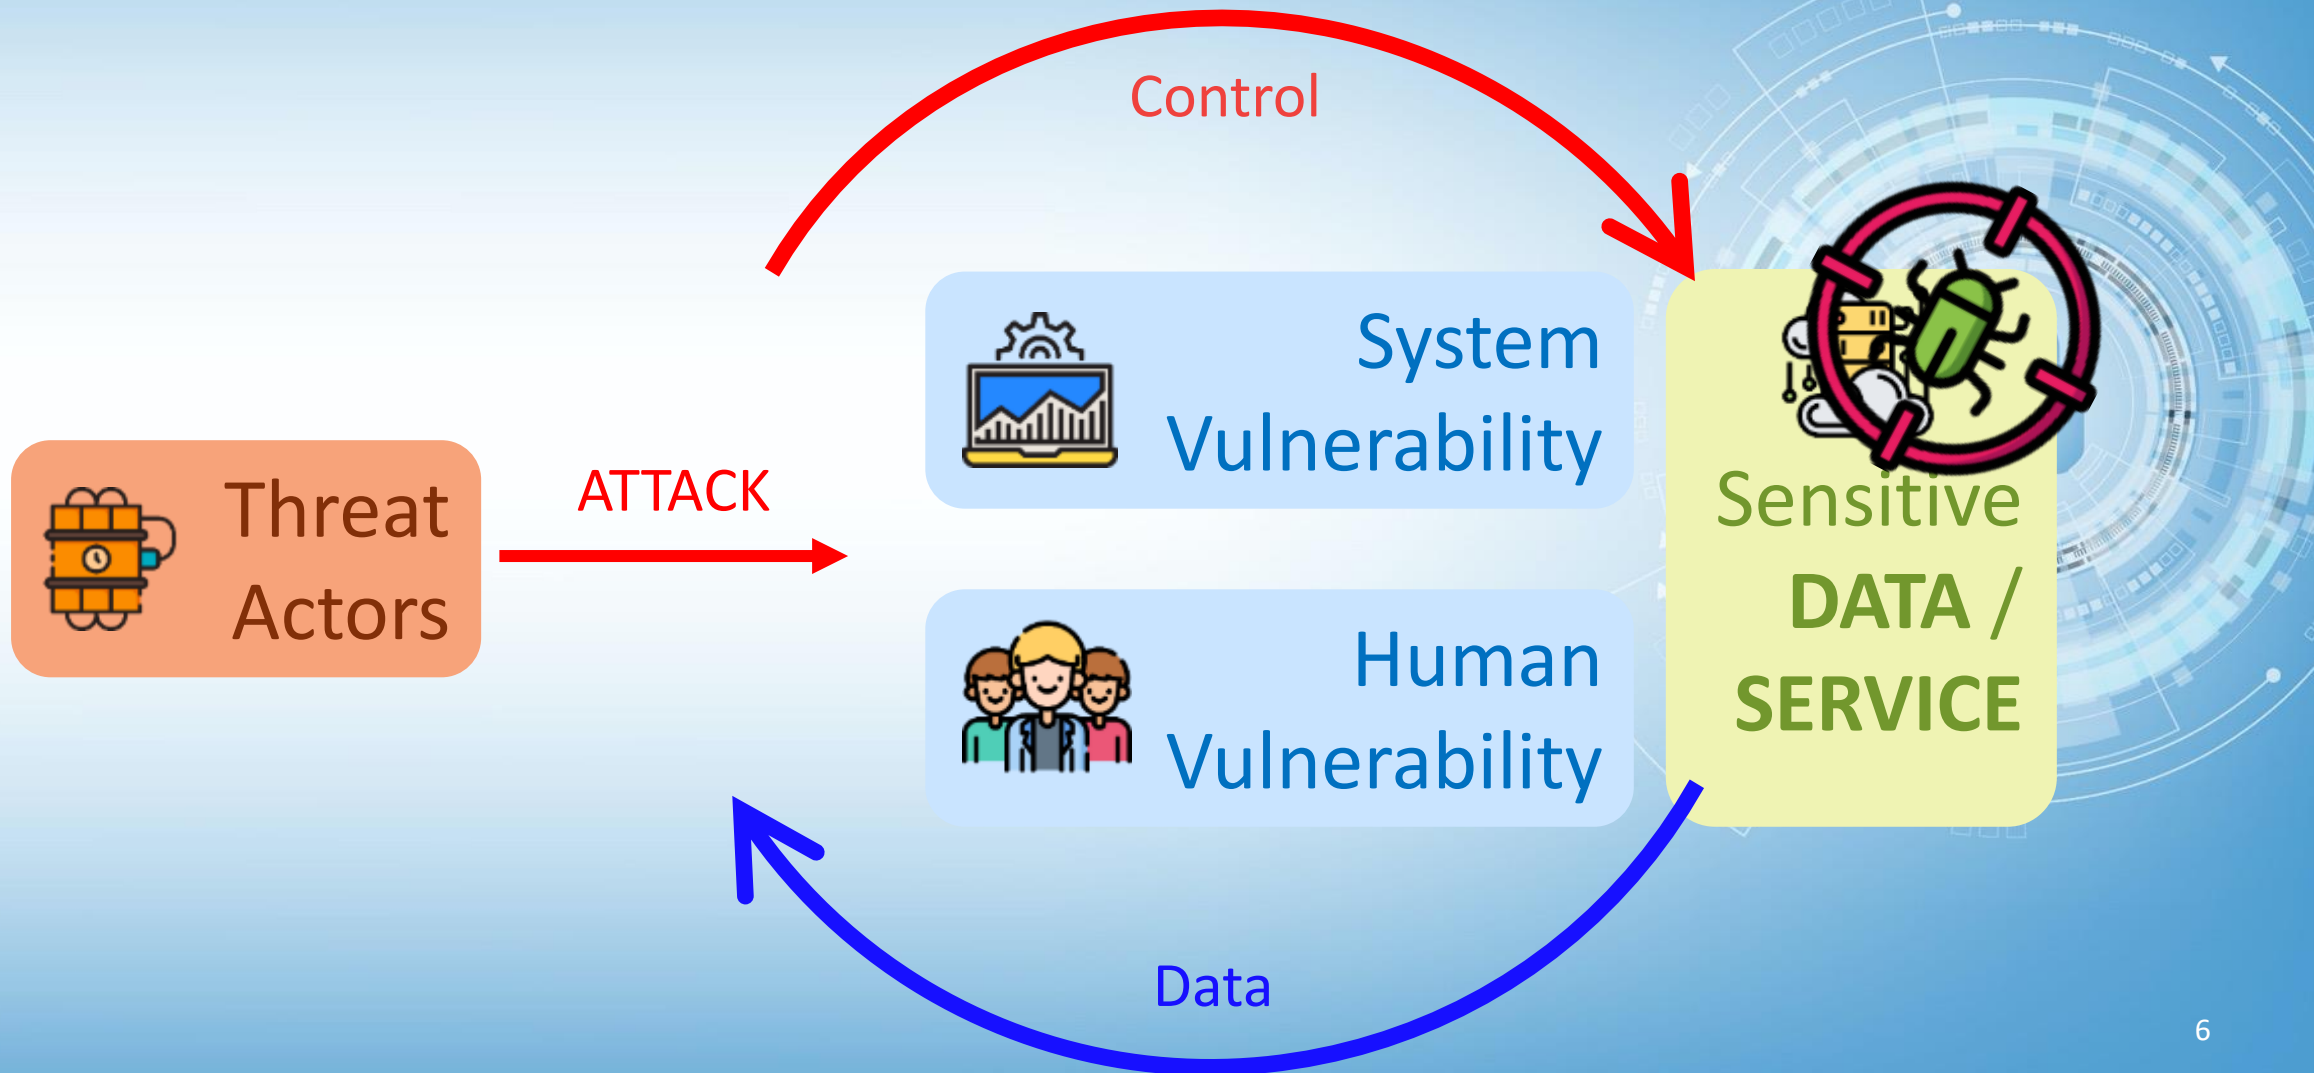 Control
System
Vulnerability
Threat
Actors
ATTACK
Sensitive
DATA /
SERVICE
Human
Vulnerability
Data
6